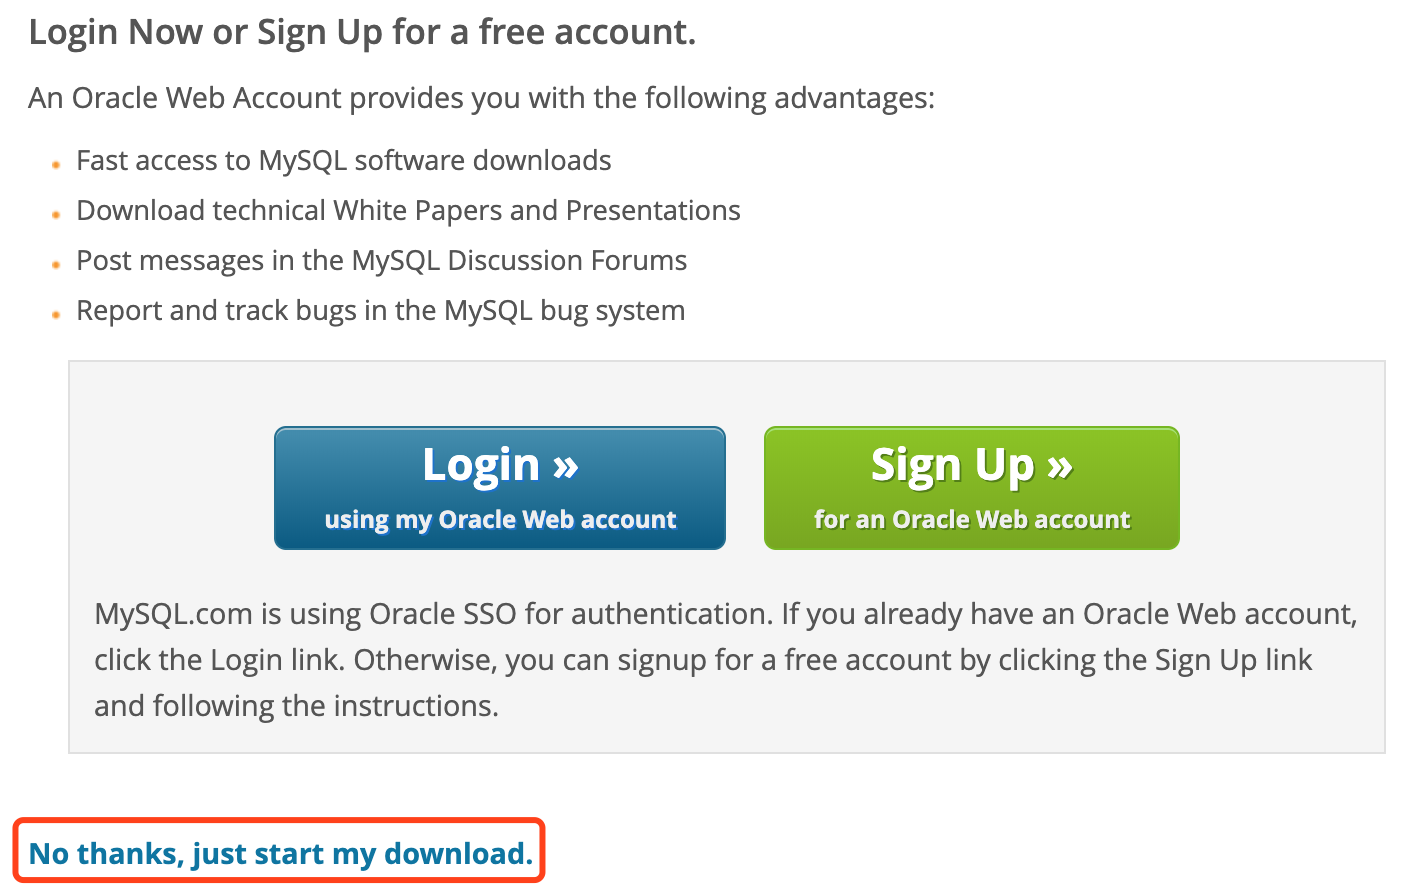 Login Now or Sign Up for a free account.
An Oracle Web Account provides you with the following advantages:
Fast access to MySQL software downloads
Download technical White Papers and Presentations
Post messages in the MySQL Discussion Forums
Report and track bugs in the MySQL bug system
Login »
using my Oracle Web account
Sign Up »
for an Oracle Web account
MySQL.com is using Oracle SSO for authentication. If you already have an Oracle Web account,
click the Login link. Otherwise, you can signup for a free account by clicking the Sign Up link
and following the instructions.
No thanks, just start my download.